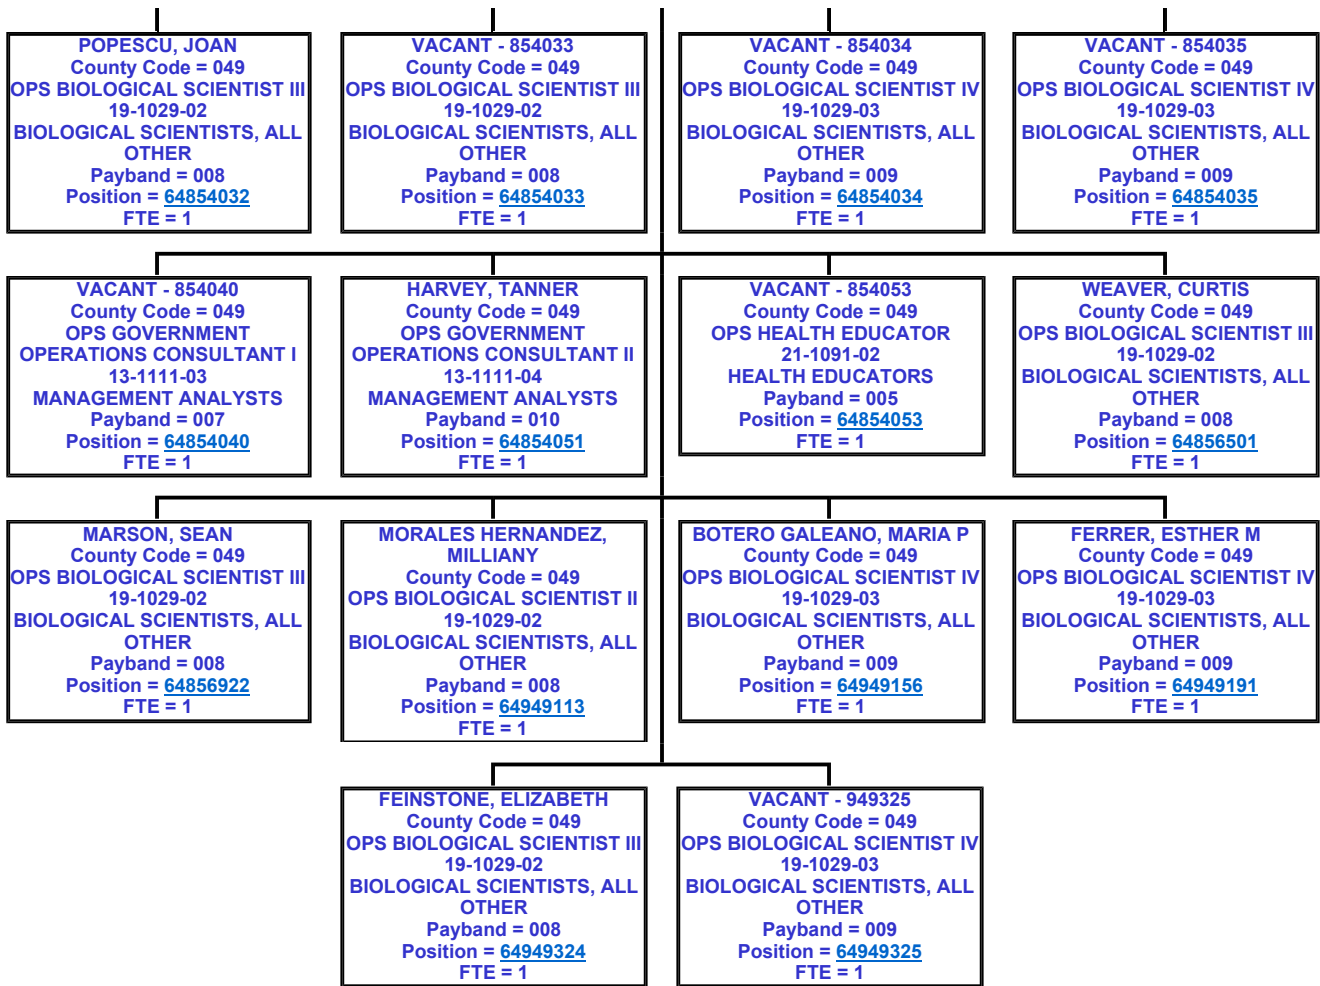 POPESCU, JOAN
County Code = 049
OPS BIOLOGICAL SCIENTIST III
19-1029-02
BIOLOGICAL SCIENTISTS, ALL
OTHER
Payband = 008
Position = 64854032
FTE = 1
VACANT - 854033
County Code = 049
OPS BIOLOGICAL SCIENTIST III
19-1029-02
BIOLOGICAL SCIENTISTS, ALL
OTHER
Payband = 008
Position = 64854033
FTE = 1
VACANT - 854034
County Code = 049
OPS BIOLOGICAL SCIENTIST IV
19-1029-03
BIOLOGICAL SCIENTISTS, ALL
OTHER
Payband = 009
Position = 64854034
FTE = 1
VACANT - 854035
County Code = 049
OPS BIOLOGICAL SCIENTIST IV
19-1029-03
BIOLOGICAL SCIENTISTS, ALL
OTHER
Payband = 009
Position = 64854035
FTE = 1
VACANT - 854040
County Code = 049
OPS GOVERNMENT
OPERATIONS CONSULTANT I
13-1111-03
MANAGEMENT ANALYSTS
Payband = 007
Position = 64854040
FTE = 1
HARVEY, TANNER
County Code = 049
OPS GOVERNMENT
OPERATIONS CONSULTANT II
13-1111-04
MANAGEMENT ANALYSTS
Payband = 010
Position = 64854051
FTE = 1
VACANT - 854053
County Code = 049
OPS HEALTH EDUCATOR
21-1091-02
HEALTH EDUCATORS
Payband = 005
Position = 64854053
FTE = 1
WEAVER, CURTIS
County Code = 049
OPS BIOLOGICAL SCIENTIST III
19-1029-02
BIOLOGICAL SCIENTISTS, ALL
OTHER
Payband = 008
Position = 64856501
FTE = 1
MARSON, SEAN
County Code = 049
OPS BIOLOGICAL SCIENTIST III
19-1029-02
BIOLOGICAL SCIENTISTS, ALL
OTHER
Payband = 008
Position = 64856922
FTE = 1
MORALES HERNANDEZ,
MILLIANY
County Code = 049
OPS BIOLOGICAL SCIENTIST II
19-1029-02
BIOLOGICAL SCIENTISTS, ALL
OTHER
Payband = 008
Position = 64949113
FTE = 1
BOTERO GALEANO, MARIA P
County Code = 049
OPS BIOLOGICAL SCIENTIST IV
19-1029-03
BIOLOGICAL SCIENTISTS, ALL
OTHER
Payband = 009
Position = 64949156
FTE = 1
FERRER, ESTHER M
County Code = 049
OPS BIOLOGICAL SCIENTIST IV
19-1029-03
BIOLOGICAL SCIENTISTS, ALL
OTHER
Payband = 009
Position = 64949191
FTE = 1
FEINSTONE, ELIZABETH
County Code = 049
OPS BIOLOGICAL SCIENTIST III
19-1029-02
BIOLOGICAL SCIENTISTS, ALL
OTHER
Payband = 008
Position = 64949324
FTE = 1
VACANT - 949325
County Code = 049
OPS BIOLOGICAL SCIENTIST IV
19-1029-03
BIOLOGICAL SCIENTISTS, ALL
OTHER
Payband = 009
Position = 64949325
FTE = 1